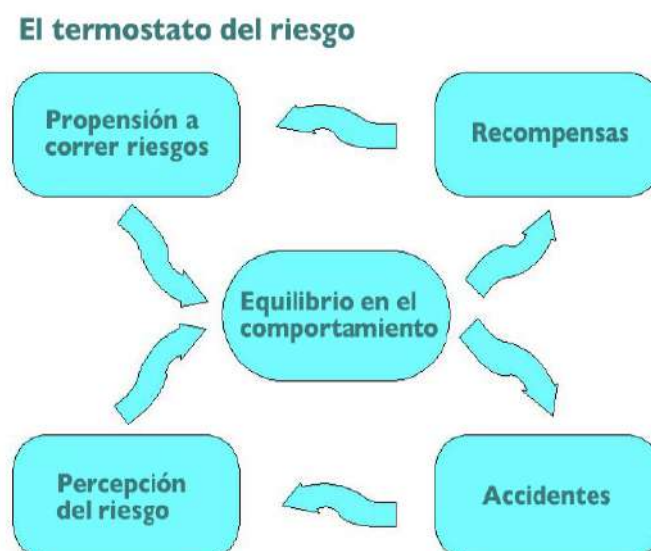 El termostato del riesgo
Propensión a
correr riesgos
Recompensas
Equilibrio en el
comportamiento
Percepción
del riesgo
Accidentes